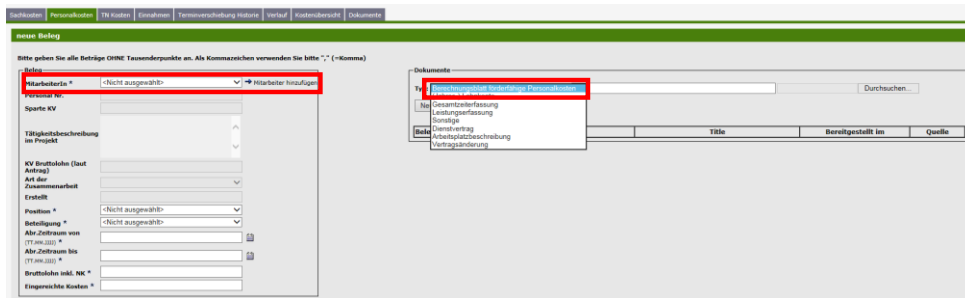 Sachkosten Personalkosten TN Kosten Einnahmen Terminverschiebung Historie Verlauf Kostenübersicht Dokumente
neue Beleg
Bitte geben Sie alle Beträge OHNE Tausenderpunkte an. Als Kommazeichen verwenden Sie bitte "," (=Komma)
Beleg
MitarbeiterIn * <Nicht ausgewählt> Mitarbeiter hinzufügen
Personal Nr.
Sparte KV
Tätigkeitsbeschreibung
im Projekt
KV Bruttolohn (laut
Antrag)
Art der
Zusammenarbeit
Erstellt
Position * <Nicht ausgewählt>
Beteiligung * <Nicht ausgewählt>
Abr.Zeitraum von
(TT.MM.JJJJ) *
Abr.Zeitraum bis
(TT.MM.JJJJ) *
Bruttolohn inkl. NK *
Eingereichte Kosten *
Dokumente
Berechnungsblatt förderfähige Personalkosten Durchsuchen...
Gesamtzeiterfassung
Leistungserfassung
Sonstige
Dienstvertrag
Arbeitsplatzbeschreibung
Vertragsänderung
Title Bereitgestellt im Quelle